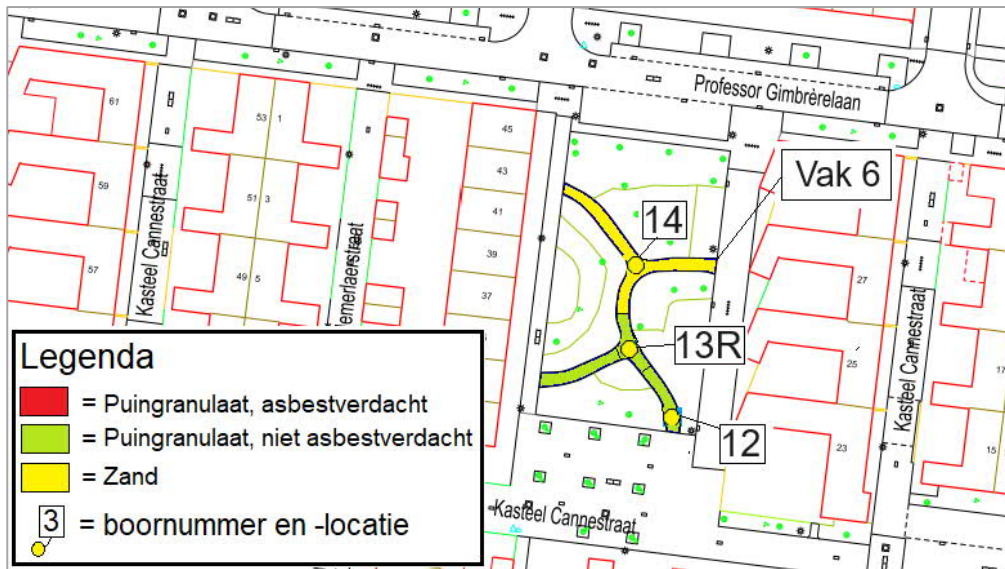 Professor Gimbrèrelaan
61
53 1
45
43
59
51 3
41
Vak 6
14
57
49 5
39
37
27
Kasteel Cannestraat
emerlaerstraat
Kasteel Cannestraat
13R
25
17
12
23
15
Kasteel Cannestraat
Legenda
= Puingranulaat, asbestverdacht
= Puingranulaat, niet asbestverdacht
= Zand
3 = boornummer en -locatie